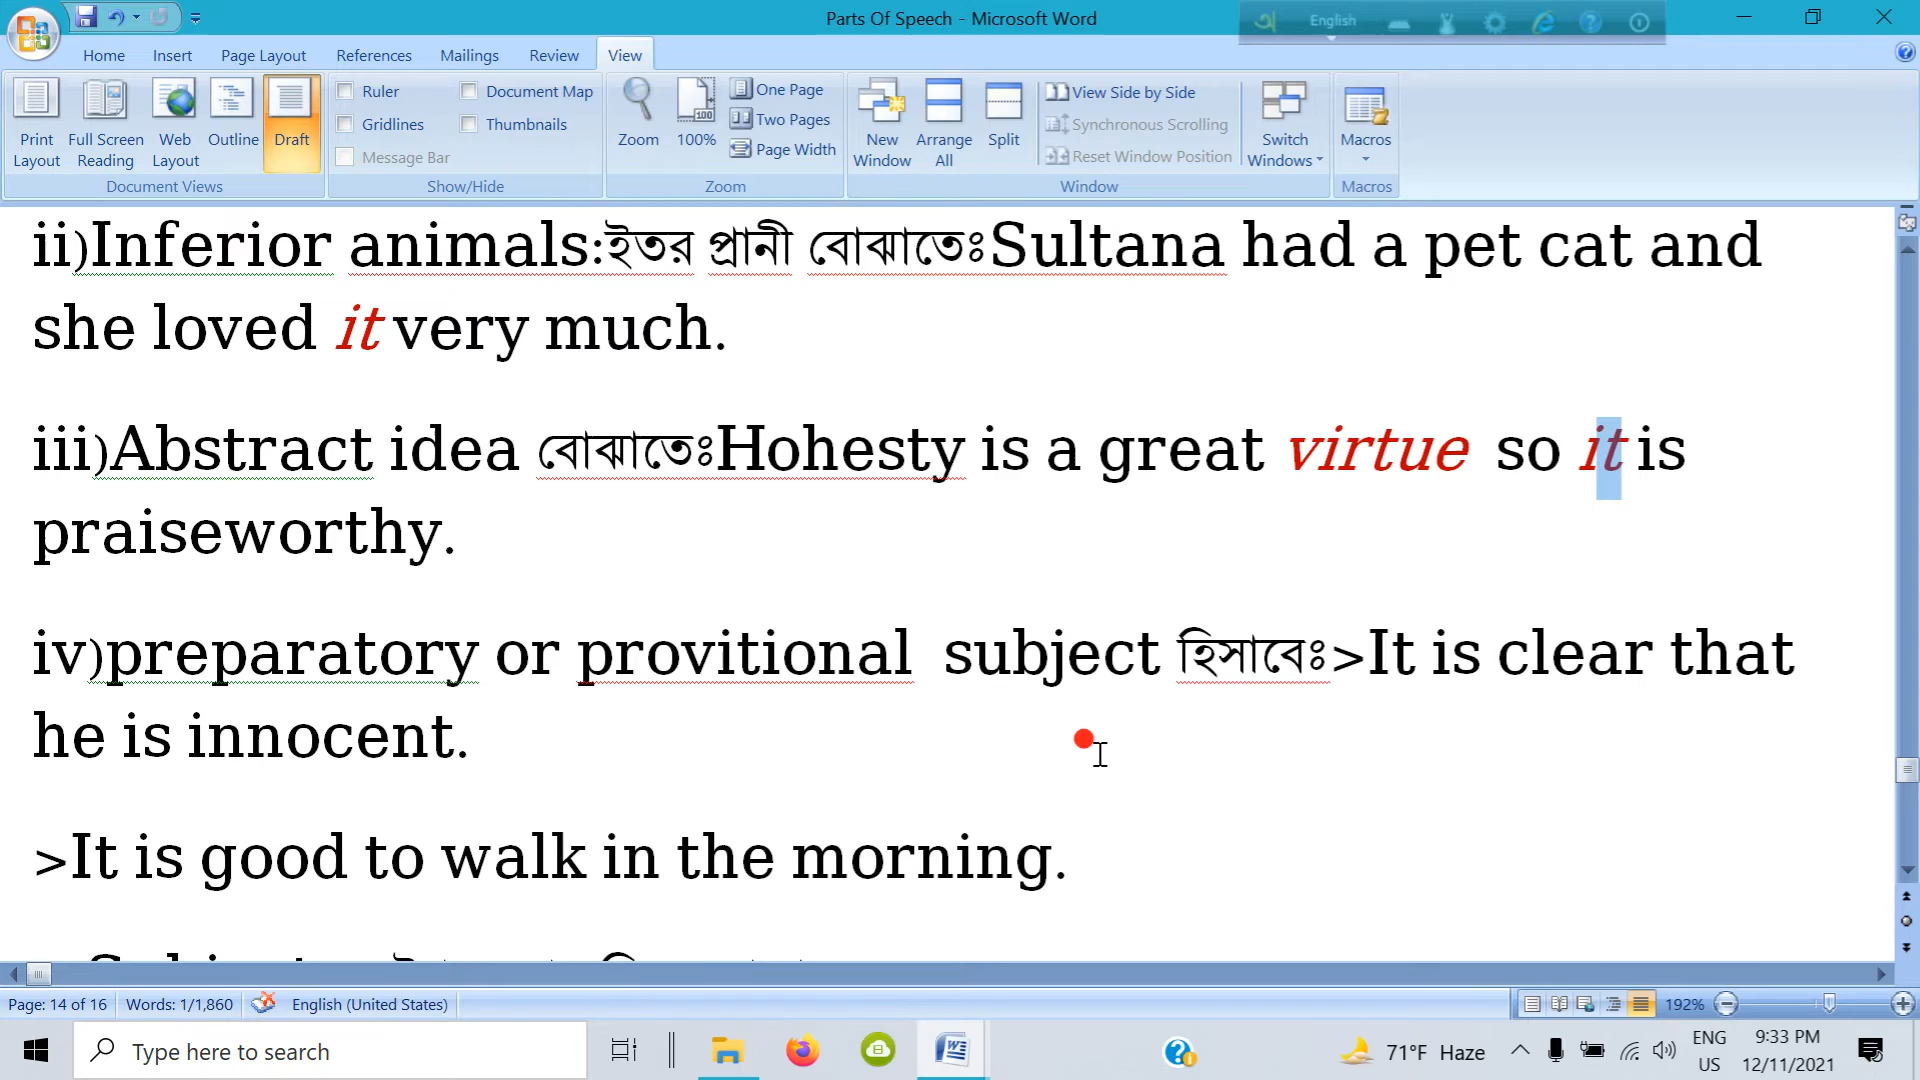 Parts Of Speech - Microsoft Word
English
Home Insert Page Layout References Mailings Review View
Print Layout
Full Screen Reading
Web Layout
Outline
Draft
Document Views
Ruler
Gridlines
Message Bar
Document Map
Thumbnails
Show/Hide
Zoom
100%
One Page
Two Pages
Page Width
Zoom
New Window
Arrange All
Split
View Side by Side
Synchronous Scrolling
Reset Window Position
Window
Switch Windows
Macros
Macros
ii)Inferior animals:ইতর প্রানী বোঝাতেঃSultana had a pet cat and
she loved it very much.
iii)Abstract idea বোঝাতেঃHohesty is a great virtue so it is
praiseworthy.
iv)preparatory or provitional subject হিসাবেঃ>It is clear that
he is innocent.
>It is good to walk in the morning.
Page: 14 of 16 Words: 1/1,860 English (United States) 192%
Type here to search
71°F Haze
ENG US
9:33 PM
12/11/2021